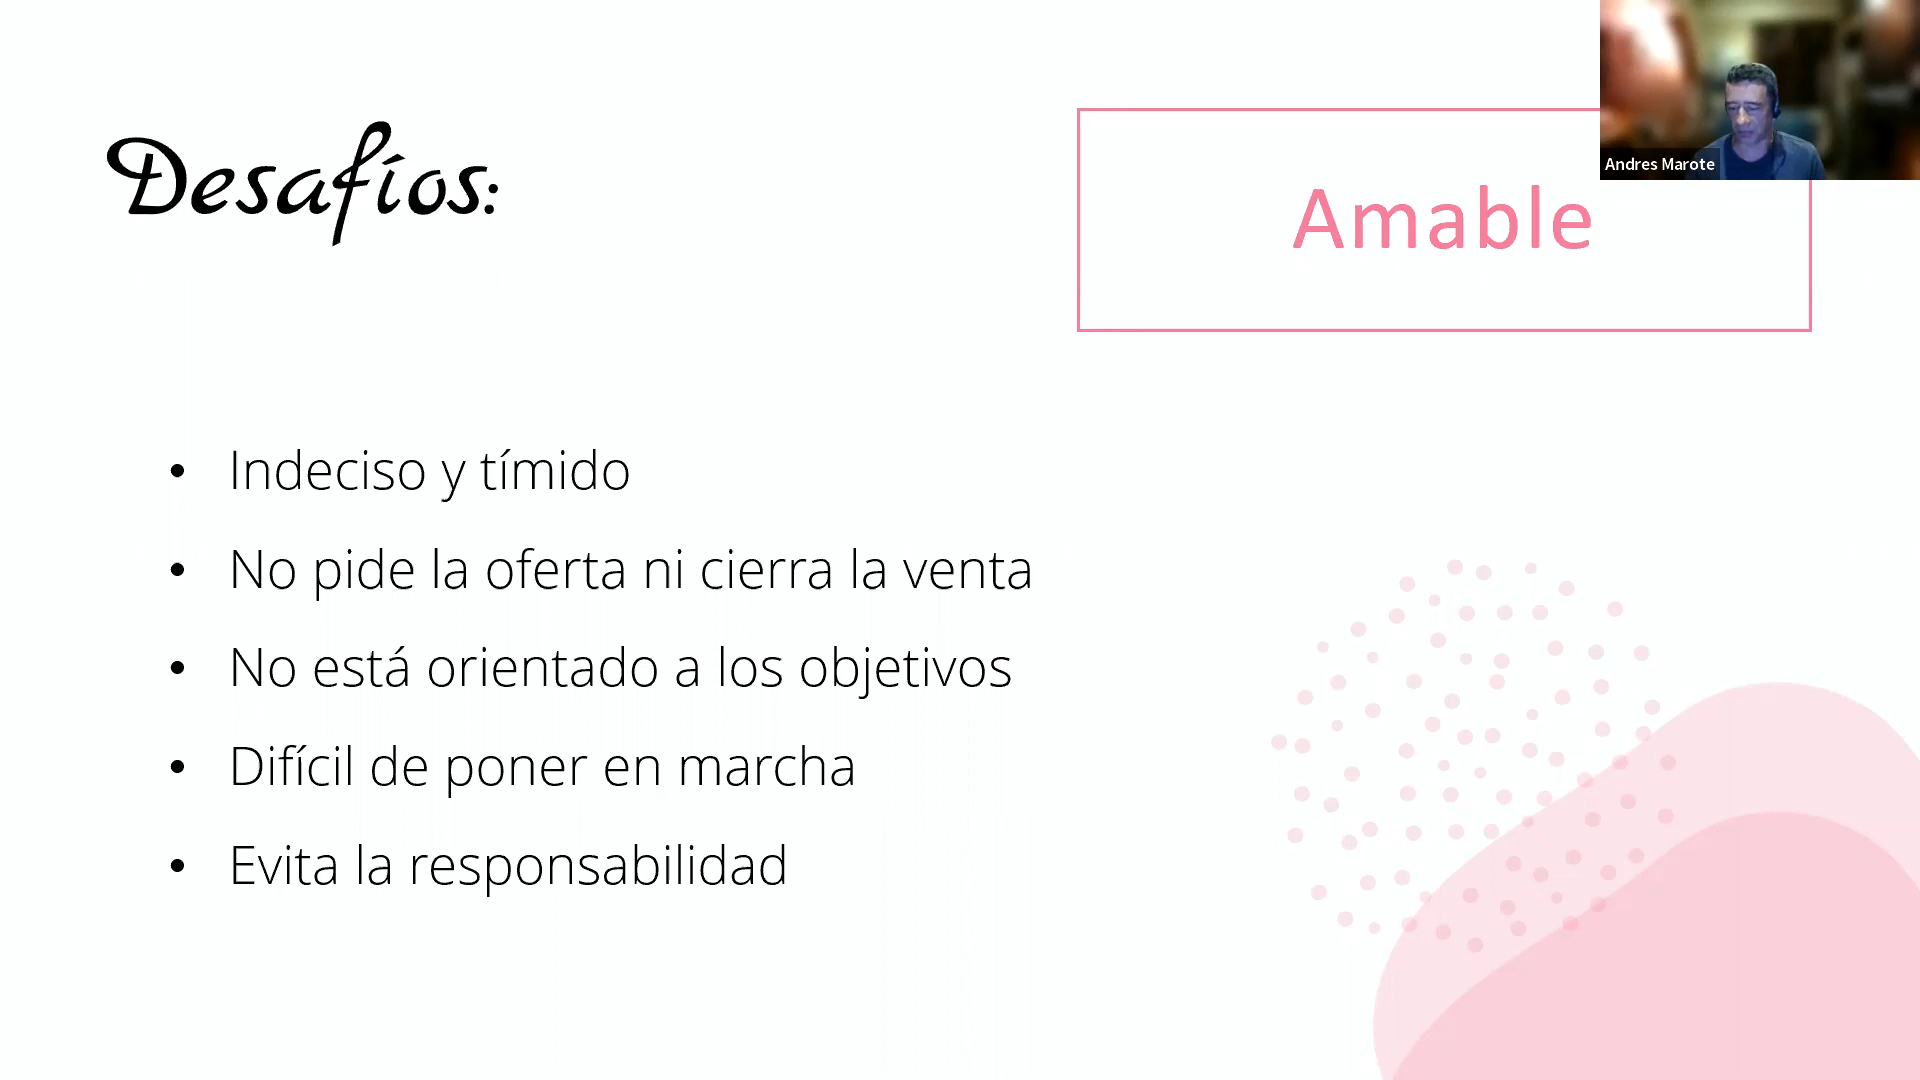 Desafíos:
Amable
Andres Marote
• Indeciso y tímido
• No pide la oferta ni cierra la venta
• No está orientado a los objetivos
• Difícil de poner en marcha
• Evita la responsabilidad